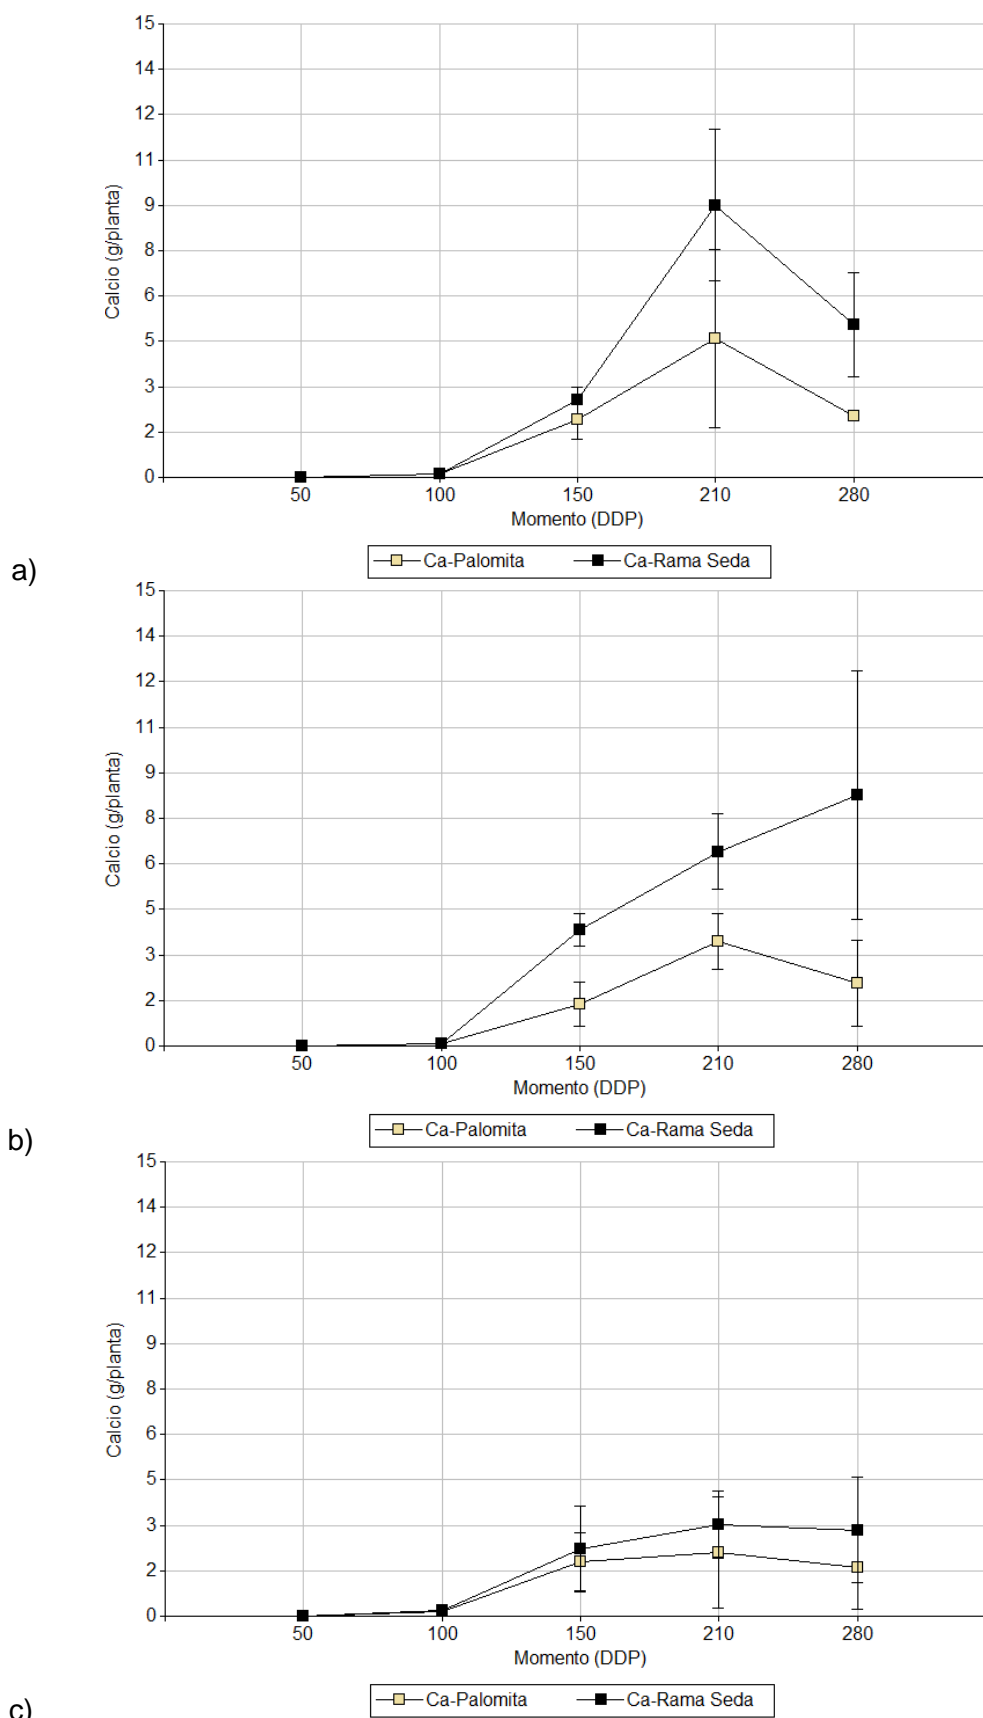 15
14
12
11
9
8
6
5
3
2
0
Calcio (g/planta)
50 100 150 210 280
Momento (DDP)
Ca-Palomita Ca-Rama Seda
a)
15
14
12
11
9
8
6
5
3
2
0
Calcio (g/planta)
50 100 150 210 280
Momento (DDP)
Ca-Palomita Ca-Rama Seda
b)
15
14
12
11
9
8
6
5
3
2
0
Calcio (g/planta)
50 100 150 210 280
Momento (DDP)
Ca-Palomita Ca-Rama Seda
c)